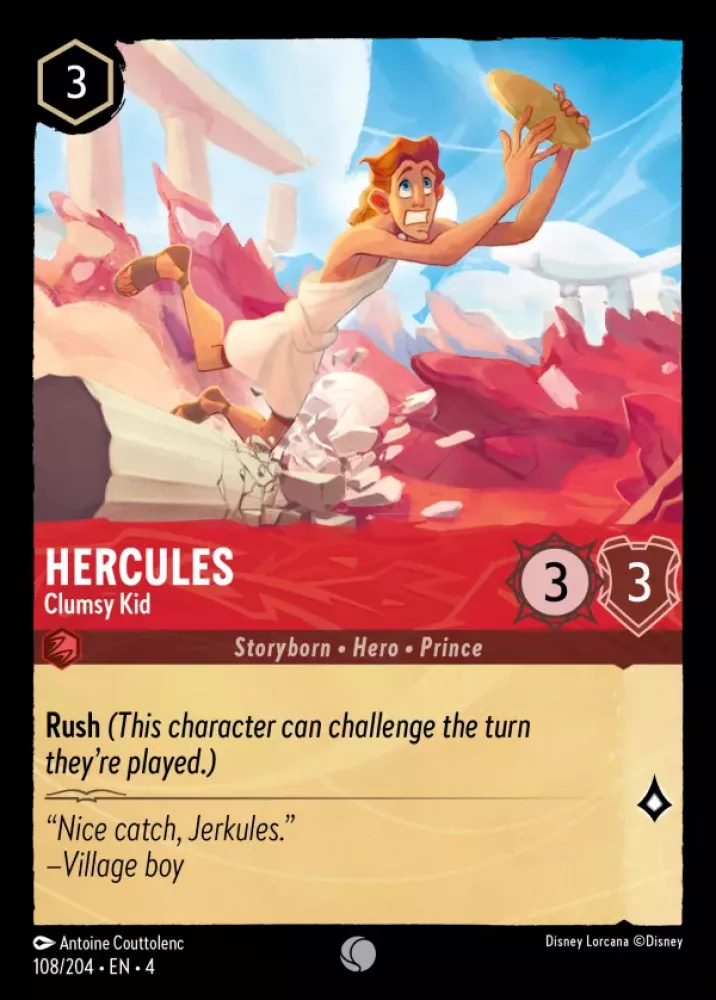 3
HERCULES
Clumsy Kid
3
3
Storyborn • Hero • Prince
Rush (This character can challenge the turn
they’re played.)
“Nice catch, Jerkules.”
–Village boy
Antoine Couttolenc
Disney Lorcana ©Disney
108/204 • EN • 4